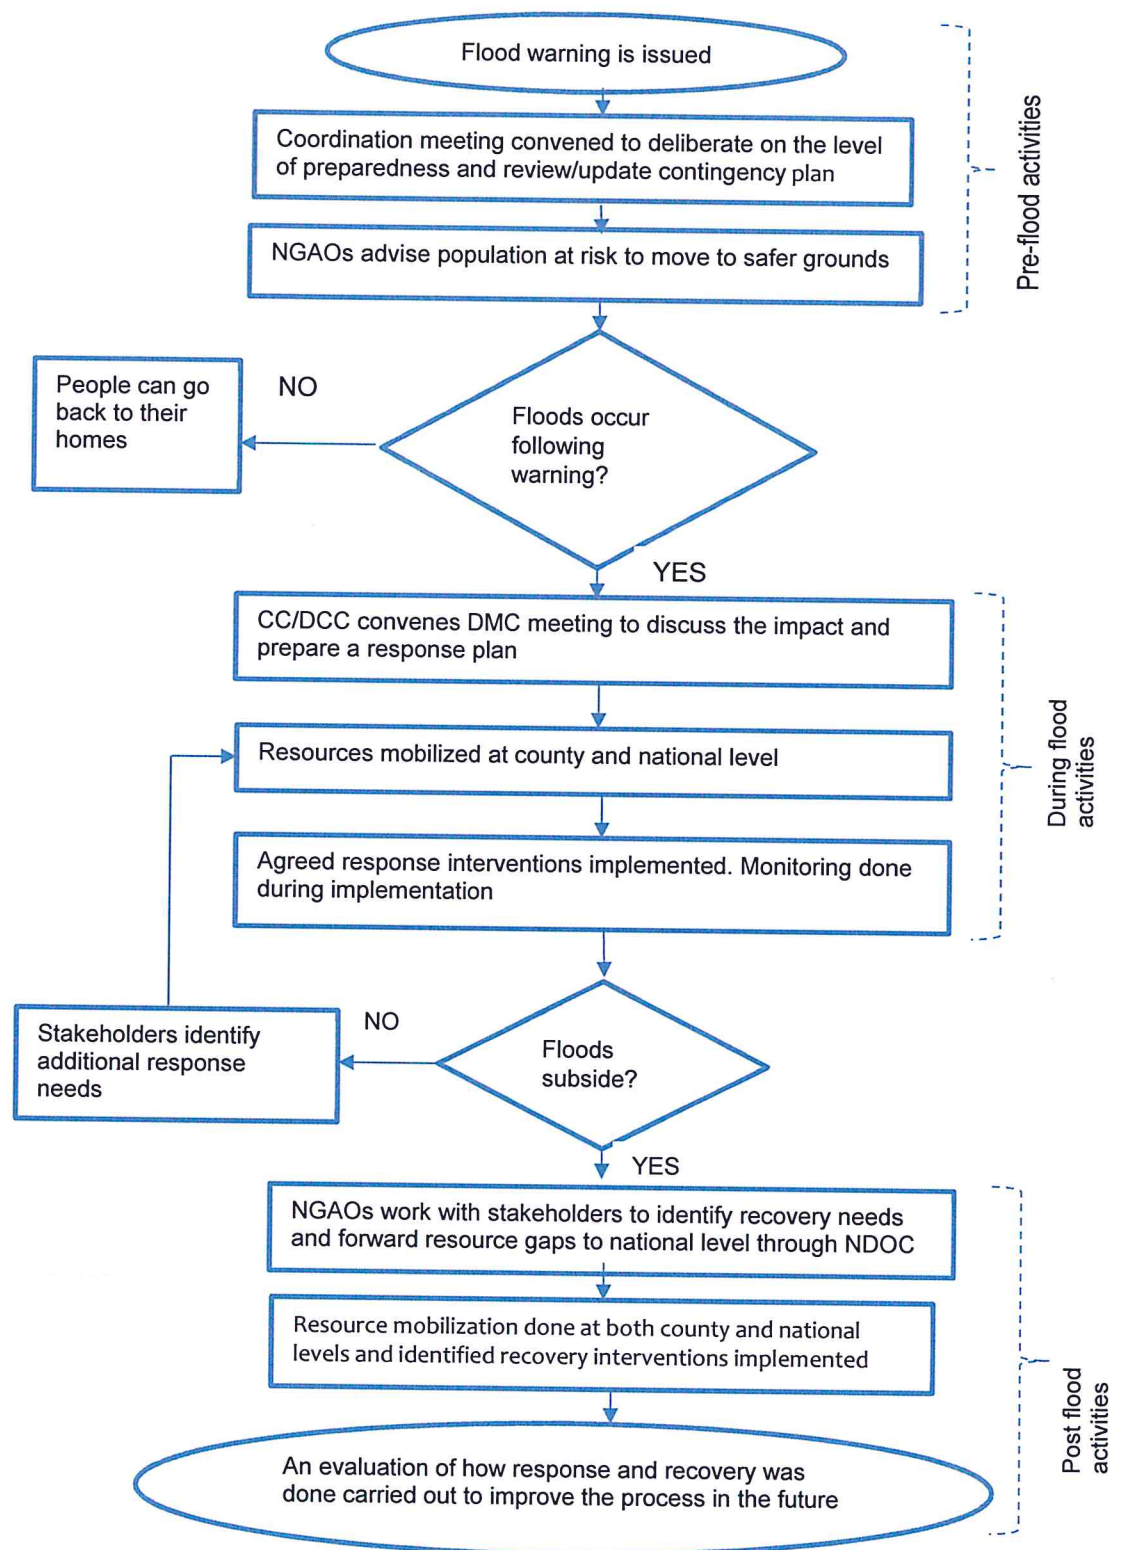 Flood warning is issued
Coordination meeting convened to deliberate on the level
of preparedness and review/update contingency plan
NGAOs advise population at risk to move to safer grounds
Pre-flood activities
People can go
back to their
homes
NO
Floods occur
following
warning?
YES
CC/DCC convenes DMC meeting to discuss the impact and
prepare a response plan
Resources mobilized at county and national level
Agreed response interventions implemented. Monitoring done
during implementation
During flood
activities
Stakeholders identify
additional response
needs
NO
Floods
subside?
YES
NGAOs work with stakeholders to identify recovery needs
and forward resource gaps to national level through NDOC
Resource mobilization done at both county and national
levels and identified recovery interventions implemented
An evaluation of how response and recovery was
done carried out to improve the process in the future
Post flood
activities